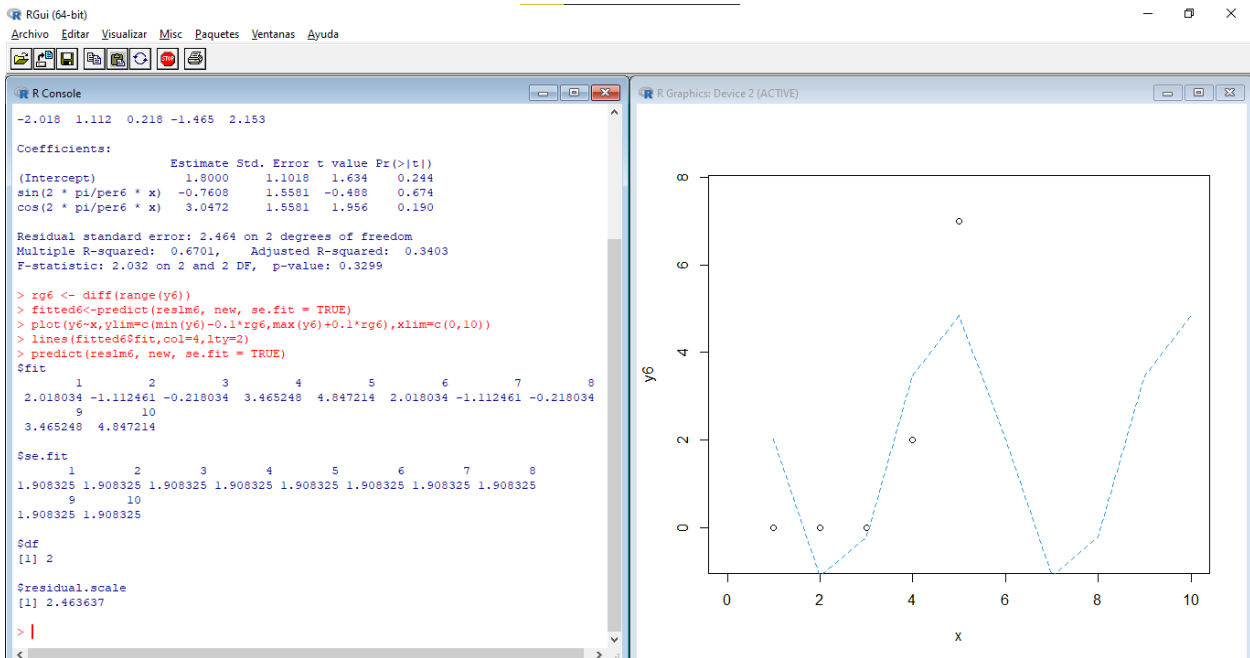 RGui (64-bit)
Archivo Editar Visualizar Misc Paquetes Ventanas Ayuda
STOP
R Console
-2.018 1.112 0.218 -1.465 2.153
Coefficients:
Estimate Std. Error t value Pr(>|t|)
(Intercept) 1.8000 1.1018 1.634 0.244
sin(2 * pi/per6 * x) -0.7608 1.5581 -0.488 0.674
cos(2 * pi/per6 * x) 3.0472 1.5581 1.956 0.190
Residual standard error: 2.464 on 2 degrees of freedom
Multiple R-squared: 0.6701, Adjusted R-squared: 0.3403
F-statistic: 2.032 on 2 and 2 DF, p-value: 0.3299
> rg6 <- diff(range(y6))
> fitted6<-predict(reslm6, new, se.fit = TRUE)
> plot(y6~x,ylim=c(min(y6)-0.1*rg6,max(y6)+0.1*rg6),xlim=c(0,10))
> lines(fitted6$fit,col=4,lty=2)
> predict(reslm6, new, se.fit = TRUE)
$fit
1 2 3 4 5 6 7 8
2.018034 -1.112461 -0.218034 3.465248 4.847214 2.018034 -1.112461 -0.218034
9 10
3.465248 4.847214
$se.fit
1 2 3 4 5 6 7 8
1.908325 1.908325 1.908325 1.908325 1.908325 1.908325 1.908325 1.908325
9 10
1.908325 1.908325
$df
[1] 2
$residual.scale
[1] 2.463637
>
R Graphics: Device 2 (ACTIVE)
8
6
4
2
0
y6
0 2 4 6 8 10
x